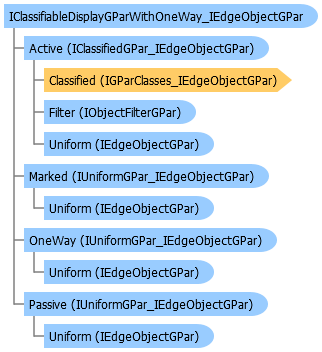 IClassifiableDisplayGParWithOneWay_IEdgeObjectGPar
Active (IClassifiedGPar_IEdgeObjectGPar)
Classified (IGParClasses_IEdgeObjectGPar)
Filter (IObjectFilterGPar)
Uniform (IEdgeObjectGPar)
Marked (IUniformGPar_IEdgeObjectGPar)
Uniform (IEdgeObjectGPar)
OneWay (IUniformGPar_IEdgeObjectGPar)
Uniform (IEdgeObjectGPar)
Passive (IUniformGPar_IEdgeObjectGPar)
Uniform (IEdgeObjectGPar)